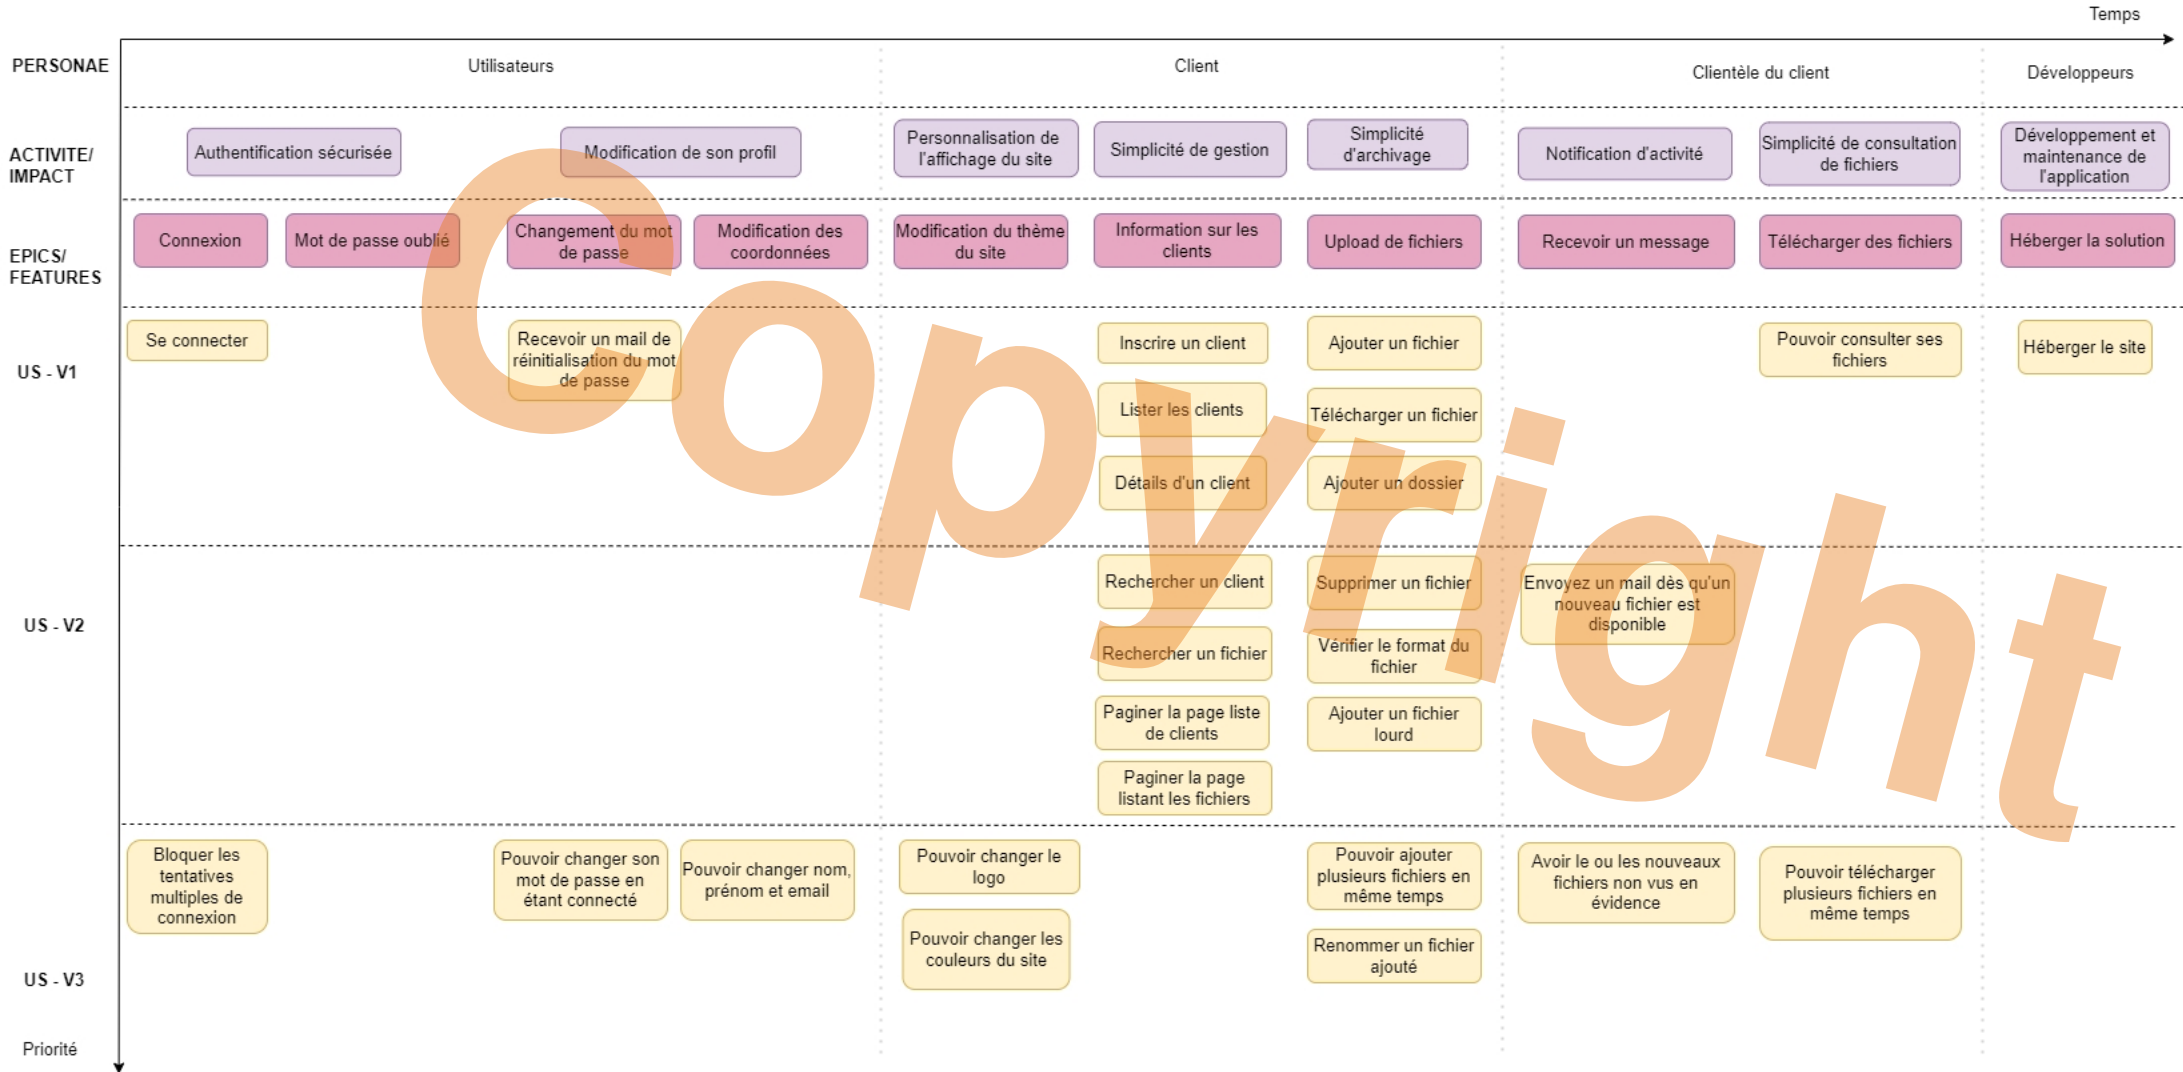 Temps
PERSONAE
Utilisateurs
Client
Clientèle du client
Développeurs
ACTIVITE/
IMPACT
Authentification sécurisée
Modification de son profil
Personnalisation de
l'affichage du site
Simplicité de gestion
Simplicité
d'archivage
Notification d'activité
Simplicité de consultation
de fichiers
Développement et
maintenance de
l'application
EPICS/
FEATURES
Connexion
Mot de passe oublié
Changement du mot
de passe
Modification des
coordonnées
Modification du thème
du site
Information sur les
clients
Upload de fichiers
Recevoir un message
Télécharger des fichiers
Héberger la solution
US - V1
Se connecter
Recevoir un mail de
réinitialisation du mot
de passe
Inscrire un client
Lister les clients
Détails d'un client
Ajouter un fichier
Télécharger un fichier
Ajouter un dossier
Pouvoir consulter ses
fichiers
Héberger le site
US - V2
Rechercher un client
Rechercher un fichier
Paginer la page liste
de clients
Paginer la page
listant les fichiers
Supprimer un fichier
Vérifier le format du
fichier
Ajouter un fichier
lourd
Envoyez un mail dès qu'un
nouveau fichier est
disponible
US - V3
Bloquer les
tentatives
multiples de
connexion
Pouvoir changer son
mot de passe en
étant connecté
Pouvoir changer nom,
prénom et email
Pouvoir changer le
logo
Pouvoir changer les
couleurs du site
Pouvoir ajouter
plusieurs fichiers en
même temps
Renommer un fichier
ajouté
Avoir le ou les nouveaux
fichiers non vus en
évidence
Pouvoir télécharger
plusieurs fichiers en
même temps
Priorité
Copyright